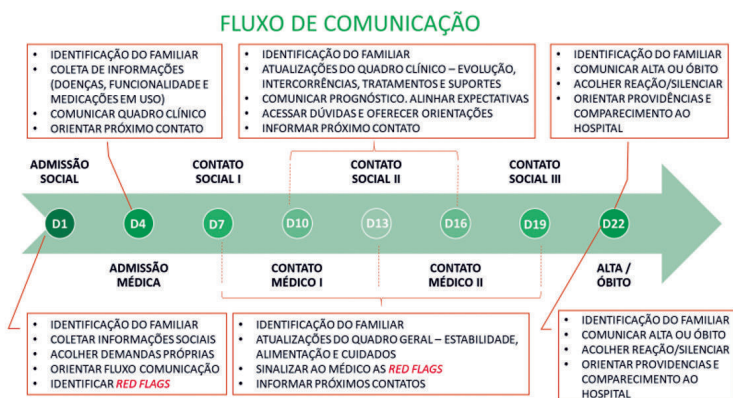 FLUXO DE COMUNICAÇÃO
• IDENTIFICAÇÃO DO FAMILIAR
• COLETA DE INFORMAÇÕES
(DOENÇAS, FUNCIONALIDADE E
MEDICAÇÕES EM USO)
• COMUNICAR QUADRO CLÍNICO
• ORIENTAR PRÓXIMO CONTATO
• IDENTIFICAÇÃO DO FAMILIAR
• ATUALIZAÇÕES DO QUADRO CLÍNICO – EVOLUÇÃO,
INTERCORRÊNCIAS, TRATAMENTOS E SUPORTES
• COMUNICAR PROGNÓSTICO. ALINHAR EXPECTATIVAS
• ACESSAR DÚVIDAS E OFERECER ORIENTAÇÕES
• INFORMAR PRÓXIMO CONTATO
• IDENTIFICAÇÃO DO FAMILIAR
• COMUNICAR ALTA OU ÓBITO
• ACOLHER REAÇÃO/SILENCIAR
• ORIENTAR PROVIDÊNCIAS E
COMPARECIMENTO AO
HOSPITAL
ADMISSÃO
SOCIAL
CONTATO
SOCIAL I
CONTATO
SOCIAL II
CONTATO
SOCIAL III
D1 D4 D7 D10 D13 D16 D19 D22
ADMISSÃO
MÉDICA
CONTATO
MÉDICO I
CONTATO
MÉDICO II
ALTA /
ÓBITO
• IDENTIFICAÇÃO DO FAMILIAR
• COLETAR INFORMAÇÕES SOCIAIS
• ACOLHER DEMANDAS PRÓPRIAS
• ORIENTAR FLUXO COMUNICAÇÃO
• IDENTIFICAR RED FLAGS
• IDENTIFICAÇÃO DO FAMILIAR
• ATUALIZAÇÕES DO QUADRO GERAL – ESTABILIDADE,
ALIMENTAÇÃO E CUIDADOS
• SINALIZAR AO MÉDICO AS RED FLAGS
• INFORMAR PRÓXIMOS CONTATOS
• IDENTIFICAÇÃO DO FAMILIAR
• COMUNICAR ALTA OU ÓBITO
• ACOLHER REAÇÃO/SILENCIAR
• ORIENTAR PROVIDENCIAS E
COMPARECIMENTO AO
HOSPITAL